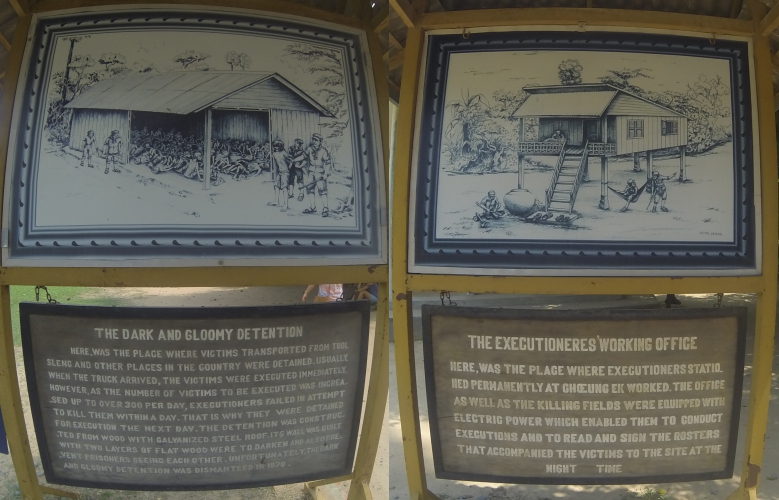 THE DARK AND GLOOMY DETENTION
HERE, WAS THE PLACE WHERE VICTIMS TRANSPORTED FROM TUOL
SLENG AND OTHER PLACES IN THE COUNTRY WERE DETAINED. USUALLY,
WHEN THE TRUCK ARRIVED, THE VICTIMS WERE EXECUTED IMMEDIATELY.
HOWEVER, AS THE NUMBER OF VICTIMS TO BE EXECUTED WAS INCREA.
SED UP TO OVER 300 PER DAY, EXECUTIONERS FAILED IN ATTEMPT
TO KILL THEM WITHIN A DAY. THAT IS WHY THEY WERE DETAINED
FOR EXECUTION THE NEXT DAY. THE DETENTION WAS CONSTRUC.
TED FROM WOOD WITH GALVANIZED STEEL ROOF. ITS WALL WAS BUILT
WITH TWO LAYERS OF FLAT WOOD WERE TO DARKEN AND ALSO PRE.
VENT PRISONERS SEEING EACH OTHER. UNFORTUNATELY, THE DARK
AND GLOOMY DETENTION WAS DISMANTLED IN 1979.
THE EXECUTIONERES WORKING OFFICE
HERE, WAS THE PLACE WHERE EXECUTIONERS STATIO.
NED PERMANENTLY AT CHOEUNG EK WORKED. THE OFFICE
AS WELL AS THE KILLING FIELDS WERE EQUIPPED WITH
ELECTRIC POWER WHICH ENABLED THEM TO CONDUCT
EXECUTIONS AND TO READ AND SIGN THE ROSTERS
THAT ACCOMPANIED THE VICTIMS TO THE SITE AT THE
NIGHT TIME